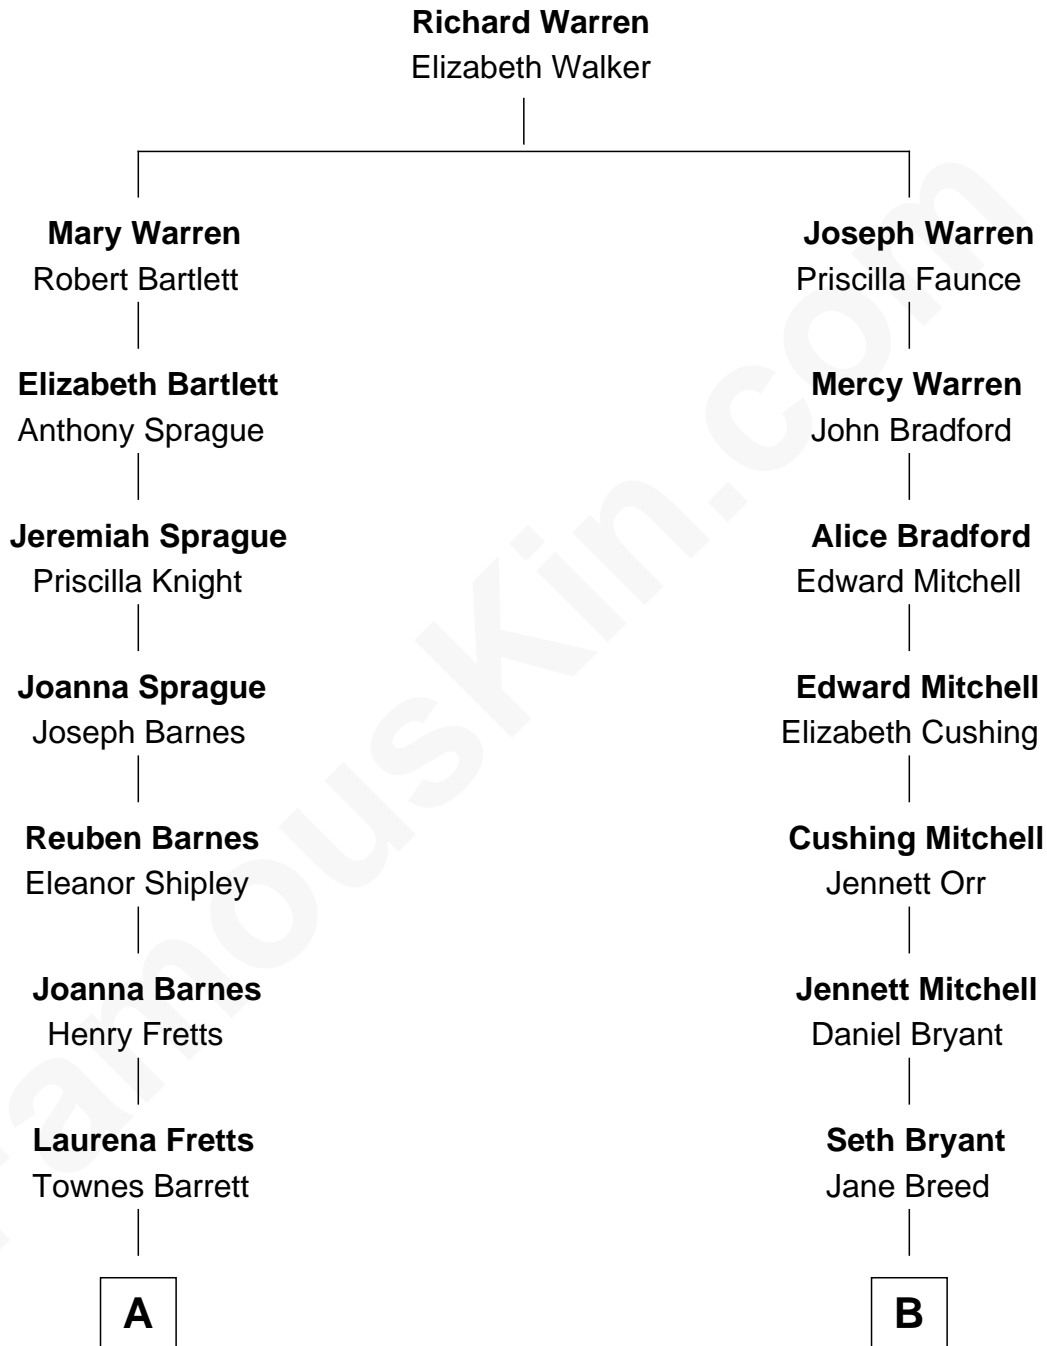 Richard Warren
Elizabeth Walker
Mary Warren
Robert Bartlett
Elizabeth Bartlett
Anthony Sprague
Jeremiah Sprague
Priscilla Knight
Joanna Sprague
Joseph Barnes
Reuben Barnes
Eleanor Shipley
Joanna Barnes
Henry Fretts
Laurena Fretts
Townes Barrett
A
Joseph Warren
Priscilla Faunce
Mercy Warren
John Bradford
Alice Bradford
Edward Mitchell
Edward Mitchell
Elizabeth Cushing
Cushing Mitchell
Jennett Orr
Jennett Mitchell
Daniel Bryant
Seth Bryant
Jane Breed
B
FamousKin.com